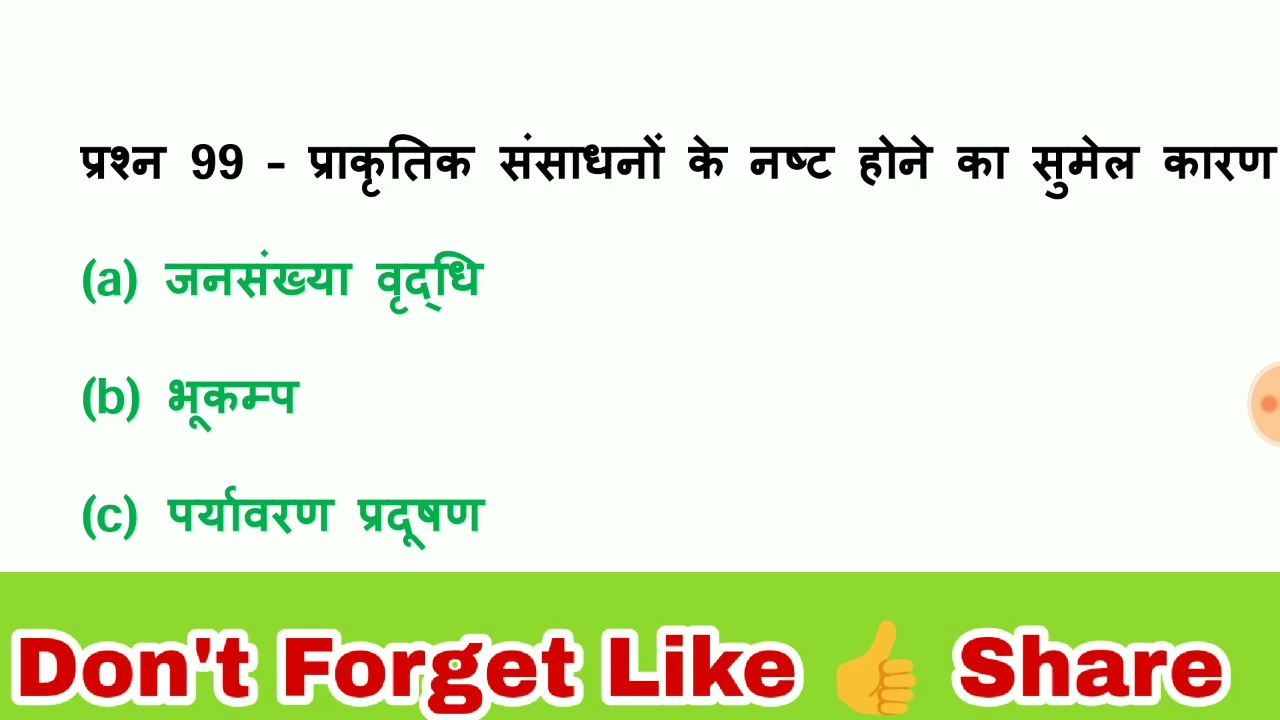 प्रश्न 99 - प्राकृतिक संसाधनों के नष्ट होने का सुमेल कारण
(a) जनसंख्या वृद्‌धि
(b) भूकम्प
(c) पर्यावरण प्रदूषण
Don't Forget Like 👍 Share